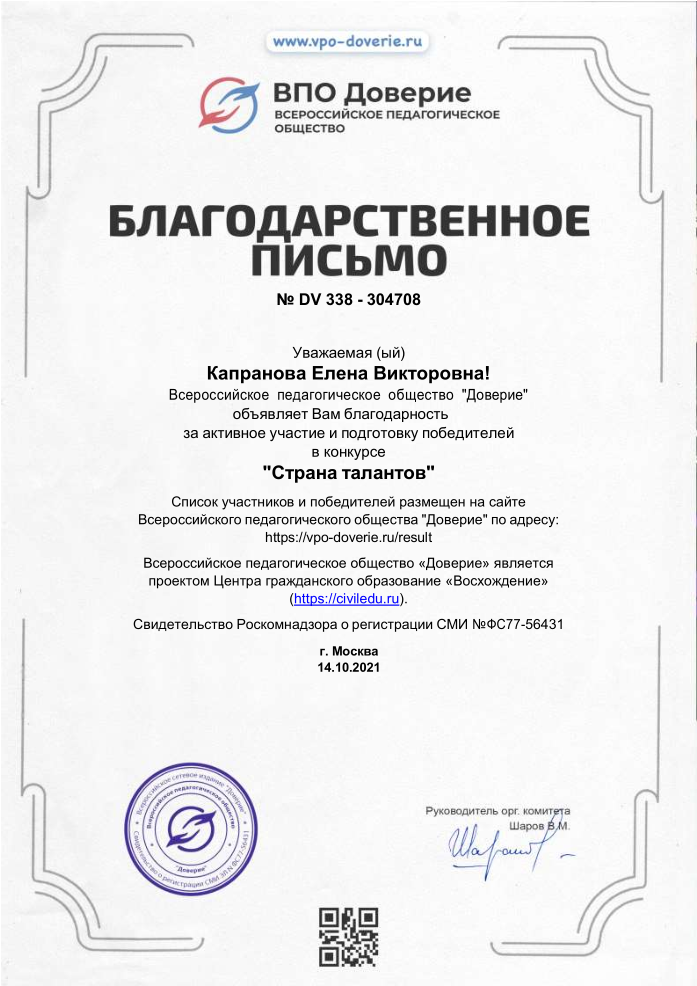 www.vpo-doverie.ru
ВПО Доверие
ВСЕРОССИЙСКОЕ ПЕДАГОГИЧЕСКОЕ
ОБЩЕСТВО
БЛАГОДАРСТВЕННОЕ
ПИСЬМО
№ DV 338 - 304708
Уважаемая (ый)
Капранова Елена Викторовна!
Всероссийское педагогическое общество "Доверие"
объявляет Вам благодарность
за активное участие и подготовку победителей
в конкурсе
"Страна талантов"
Список участников и победителей размещен на сайте
Всероссийского педагогического общества "Доверие" по адресу:
https://vpo-doverie.ru/result
Всероссийское педагогическое общество «Доверие» является
проектом Центра гражданского образование «Восхождение»
(https://civiledu.ru).
Свидетельство Роскомнадзора о регистрации СМИ №ФС77-56431
г. Москва
14.10.2021
Всероссийское сетевое издание "Доверие"
Свидетельство о регистрации СМИ ЭЛ N ФС77-56431
Всероссийское педагогическое общество
"Доверие"
Руководитель орг. комитета
Шаров В.М.